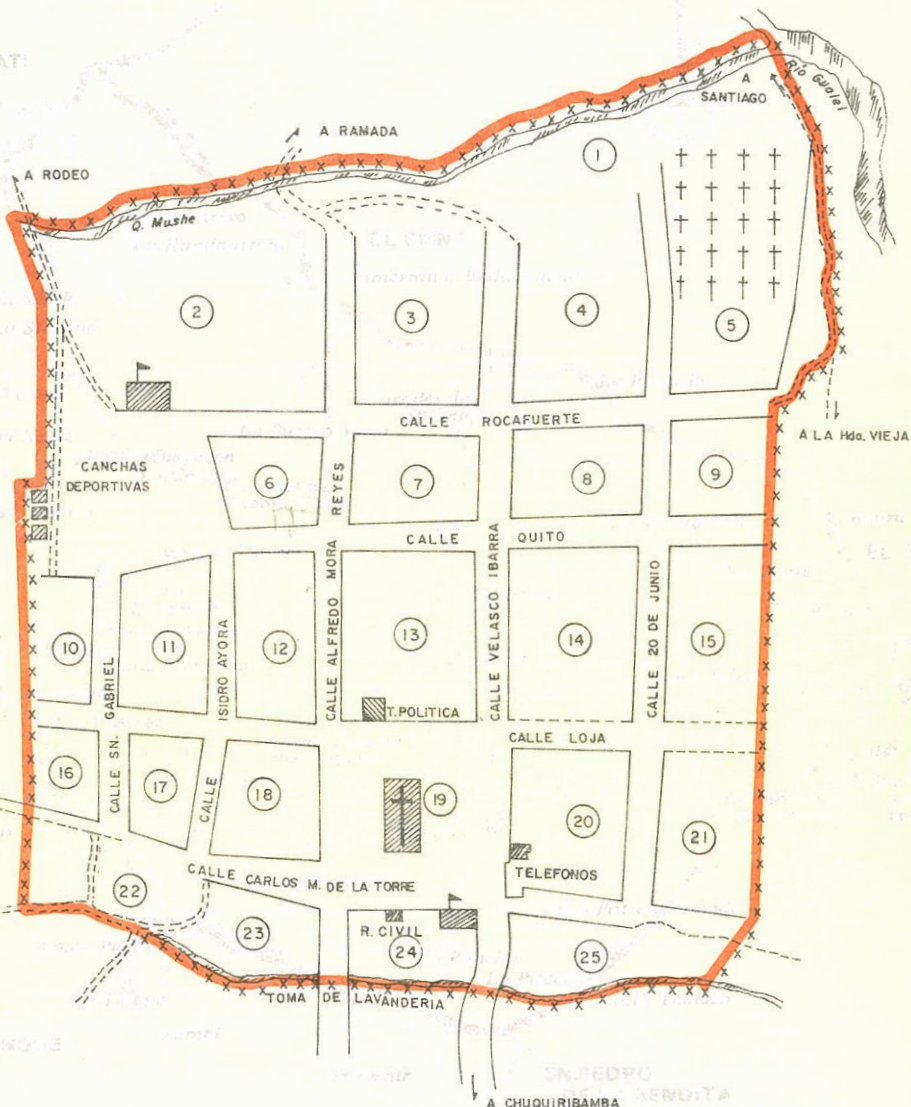 Río Gualel
A
SANTIAGO
A RAMADA
1
A RODEO
Q. Mushe
2
3
4
5
CALLE ROCAFUERTE
A LA Hda. VIEJA
CANCHAS
DEPORTIVAS
6
7
8
9
CALLE QUITO
CALLE ALFREDO MORA REYES
CALLE VELASCO IBARRA
CALLE 20 DE JUNIO
10
11
12
13
14
15
CALLE SN. GABRIEL
CALLE ISIDRO AYORA
T. POLITICA
CALLE LOJA
16
17
18
19
20
21
TELEFONOS
CALLE CARLOS M. DE LA TORRE
22
23
R. CIVIL
24
25
TOMA DE LAVANDERIA
SN. PEDRO
DE LA BENDITA
A CHUQUIRIBAMBA